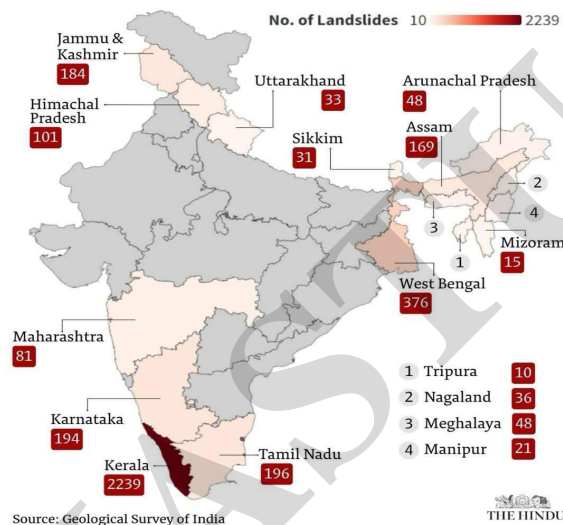 No. of Landslides 10 2239
Jammu &
Kashmir
184
Himachal
Pradesh
101
Uttarakhand
33
Sikkim
31
Arunachal Pradesh
48
Assam
169
2
4
3
1
Mizoram
15
West Bengal
376
Maharashtra
81
Karnataka
194
Kerala
2239
Tamil Nadu
196
1 Tripura 10
2 Nagaland 36
3 Meghalaya 48
4 Manipur 21
Source: Geological Survey of India
THE HINDU